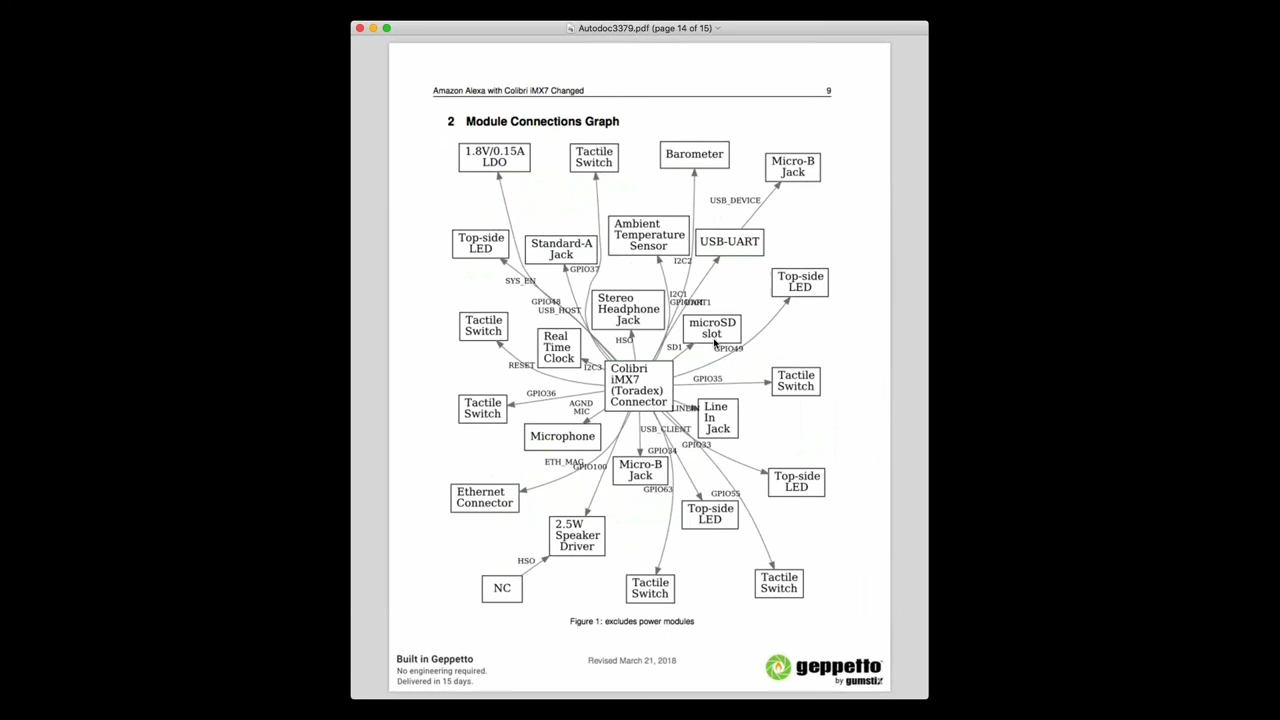 Autodoc3379.pdf (page 14 of 15)
Amazon Alexa with Colibri iMX7 Changed
9
2 Module Connections Graph
1.8V/0.15A
LDO
Tactile
Switch
Barometer
Micro-B
Jack
USB_DEVICE
Top-side
LED
Standard-A
Jack
Ambient
Temperature
Sensor
USB-UART
I2C2
GPIO37
SYS_EN
Top-side
LED
I2C1
GPIO48
USB_HOST
Stereo
Headphone
Jack
UART1
microSD
slot
Tactile
Switch
Real
Time
Clock
HSO
SD1
GPIO49
RESET
I2C3
Colibri
iMX7
(Toradex)
Connector
GPIO35
Tactile
Switch
GPIO36
Tactile
Switch
AGND
MIC
Line
In
Jack
Microphone
USB_CLIENT
GPIO33
GPIO34
ETH_MAG
GPIO100
Micro-B
Jack
Top-side
LED
GPIO63
GPIO55
Ethernet
Connector
Top-side
LED
2.5W
Speaker
Driver
HSO
NC
Tactile
Switch
Tactile
Switch
Figure 1: excludes power modules
Built in Geppetto
No engineering required.
Delivered in 15 days.
Revised March 21, 2018
geppetto
by gumstix